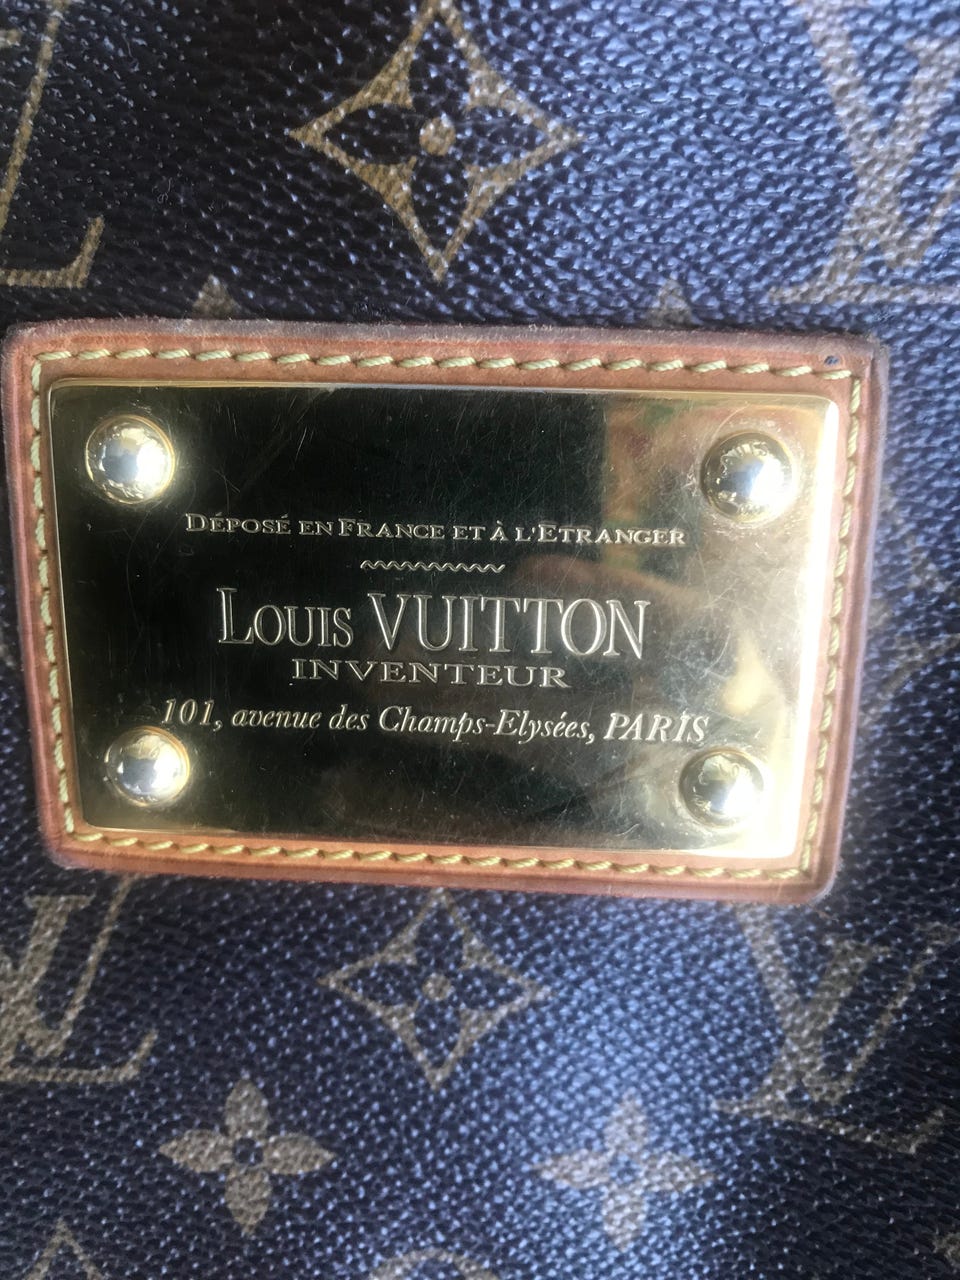 DÉPOSÉ EN FRANCE ET À L'ETRANGER
LOUIS VUITTON
INVENTEUR
101, avenue des Champs-Elysées, PARIS